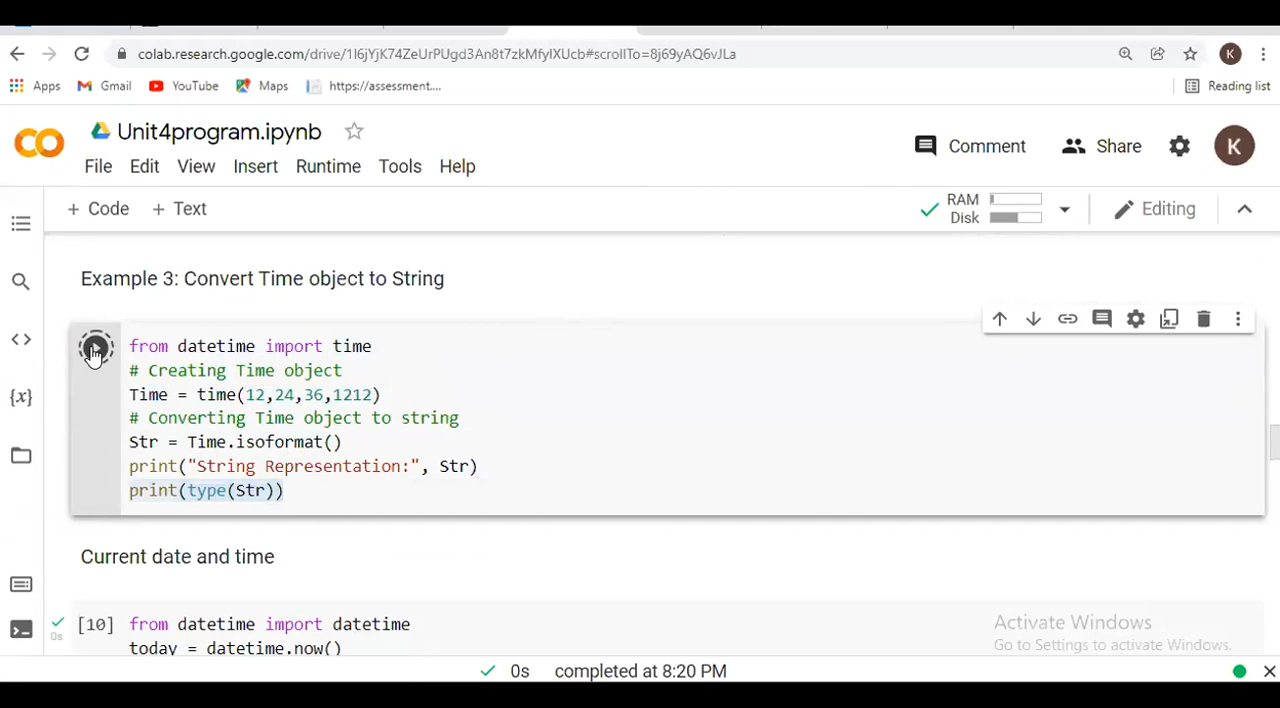 colab.research.google.com/drive/1I6jYjK74ZeUrPUgd3An8t7zkMfyIXUcb#scrollTo=8j69yAQ6vJLa
K
Apps Gmail YouTube Maps https://assessment.... Reading list
Unit4program.ipynb
Comment Share K
File Edit View Insert Runtime Tools Help
+ Code + Text RAM Disk Editing
Example 3: Convert Time object to String
from datetime import time
# Creating Time object
Time = time(12,24,36,1212)
# Converting Time object to string
Str = Time.isoformat()
print("String Representation:", Str)
print(type(Str))
{x}
Current date and time
[10] from datetime import datetime
0s
today = datetime.now()
Activate Windows
Go to Settings to activate Windows.
0s completed at 8:20 PM